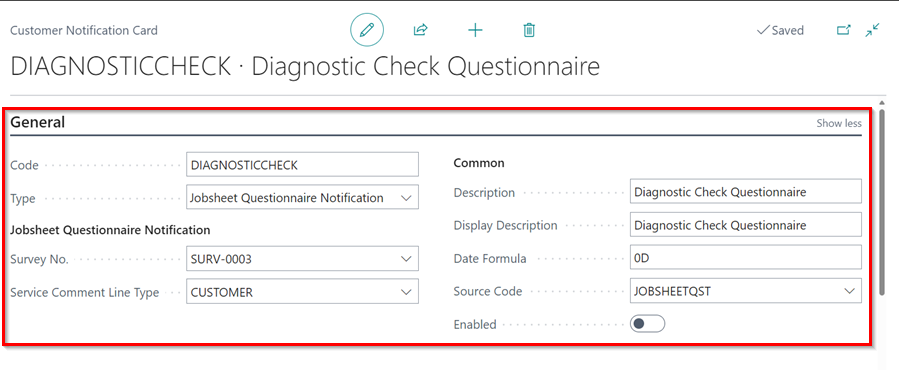 Customer Notification Card
Saved
DIAGNOSTICCHECK · Diagnostic Check Questionnaire
General
Show less
Code
DIAGNOSTICCHECK
Type
Jobsheet Questionnaire Notification
Jobsheet Questionnaire Notification
Survey No.
SURV-0003
Service Comment Line Type
CUSTOMER
Common
Description
Diagnostic Check Questionnaire
Display Description
Diagnostic Check Questionnaire
Date Formula
0D
Source Code
JOBSHEETQST
Enabled